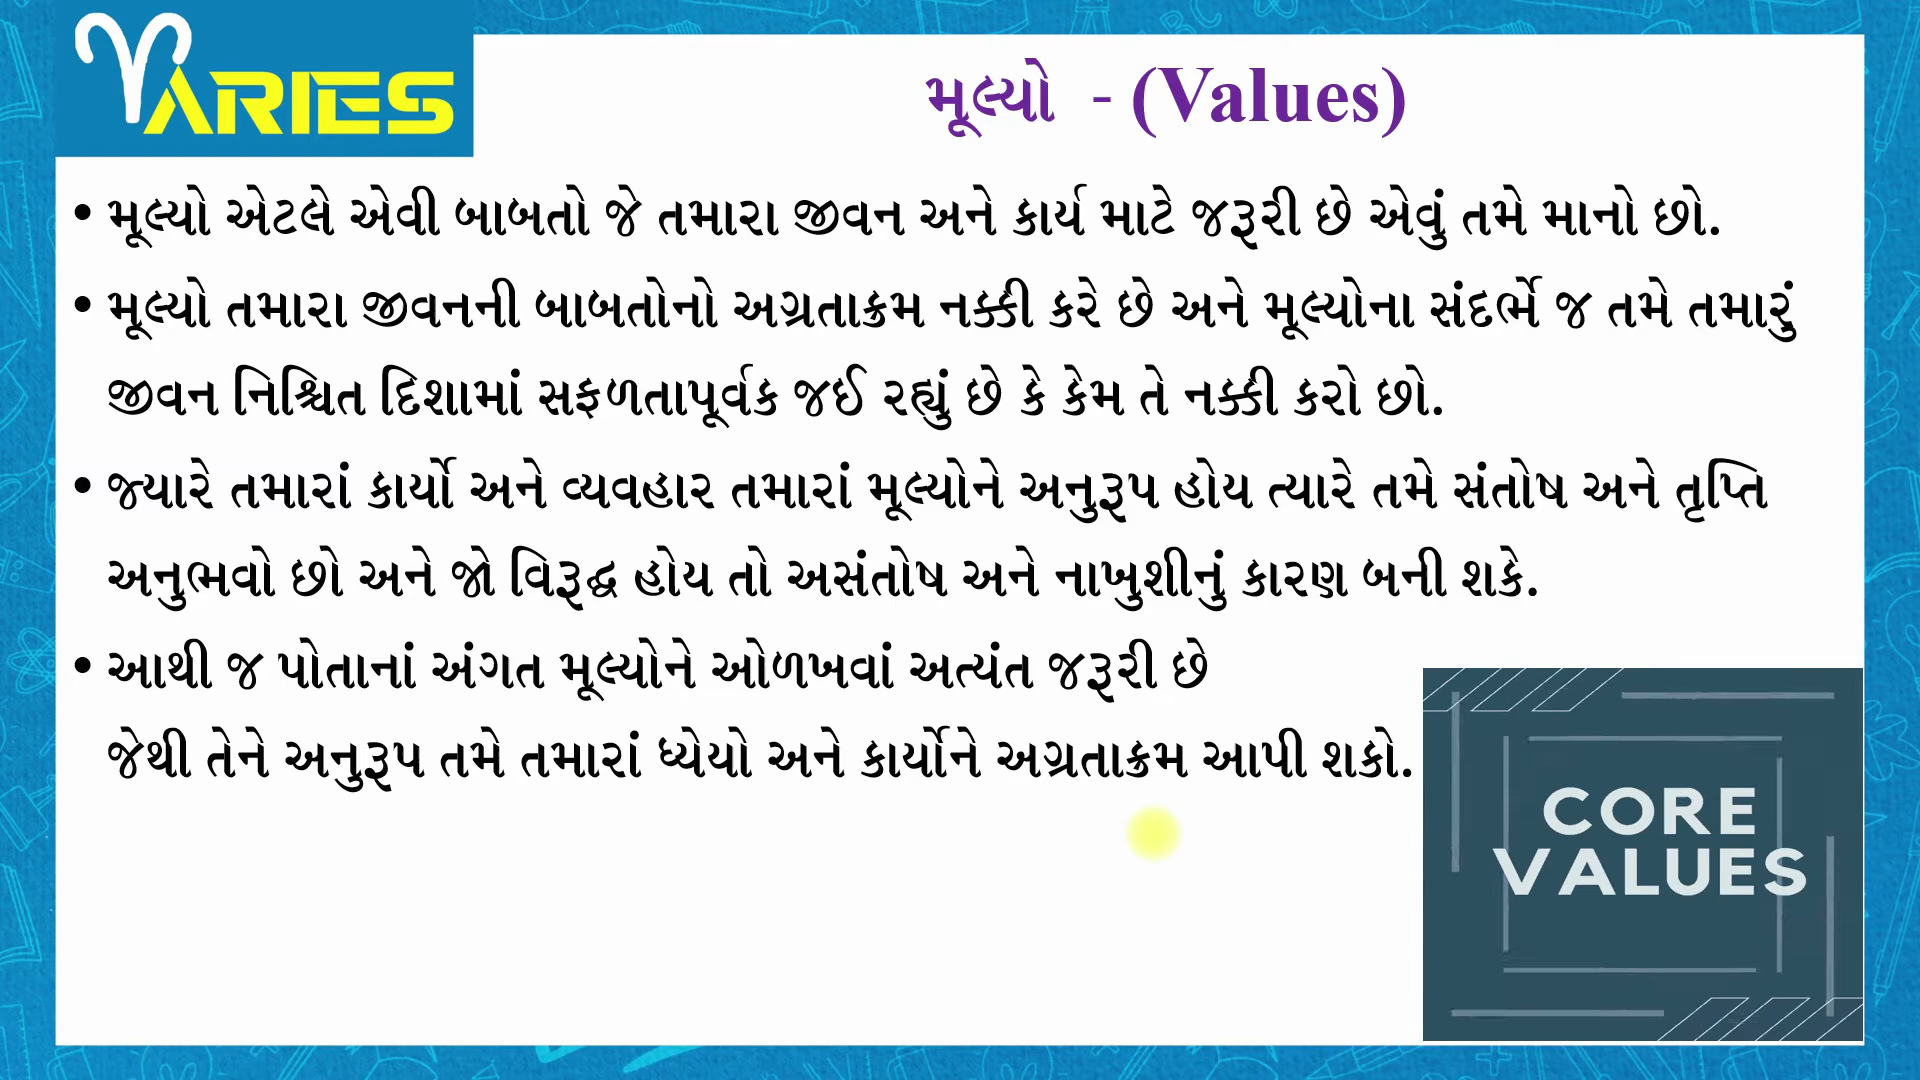 ARIES
મૂલ્યો - (Values)
• મૂલ્યો એટલે એવી બાબતો જે તમારા જીવન અને કાર્ય માટે જરૂરી છે એવું તમે માનો છો.
• મૂલ્યો તમારા જીવનની બાબતોનો અગ્રતાક્રમ નક્કી કરે છે અને મૂલ્યોના સંદર્ભે જ તમે તમારું
જીવન નિશ્ચિત દિશામાં સફળતાપૂર્વક જઈ રહ્યું છે કે કેમ તે નક્કી કરો છો.
• જ્યારે તમારાં કાર્યો અને વ્યવહાર તમારાં મૂલ્યોને અનુરૂપ હોય ત્યારે તમે સંતોષ અને તૃપ્તિ
અનુભવો છો અને જો વિરૂદ્ધ હોય તો અસંતોષ અને નાખુશીનું કારણ બની શકે.
• આથી જ પોતાનાં અંગત મૂલ્યોને ઓળખવાં અત્યંત જરૂરી છે
જેથી તેને અનુરૂપ તમે તમારાં ધ્યેયો અને કાર્યોને અગ્રતાક્રમ આપી શકો.
CORE
VALUES